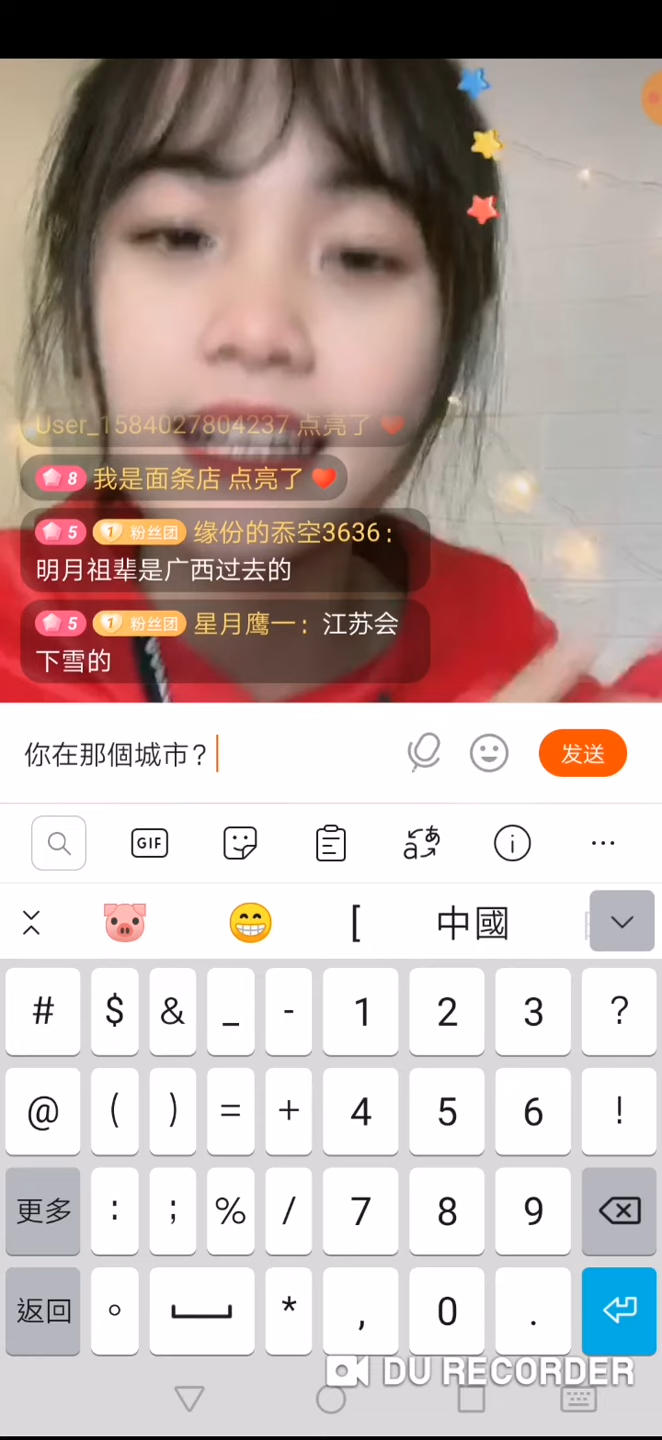 User_1584027804237 点亮了
8 我是面条店 点亮了
5 1 粉丝团 缘份的忝空3636：
明月祖辈是广西过去的
5 1 粉丝团 星月鹰一：江苏会
下雪的
你在那個城市？ 发送
GIF
[ 中國
# $ & _ - 1 2 3 ?
@ ( ) = + 4 5 6 !
更多 : ; % / 7 8 9
返回 ° * , 0 .
DU RECORDER